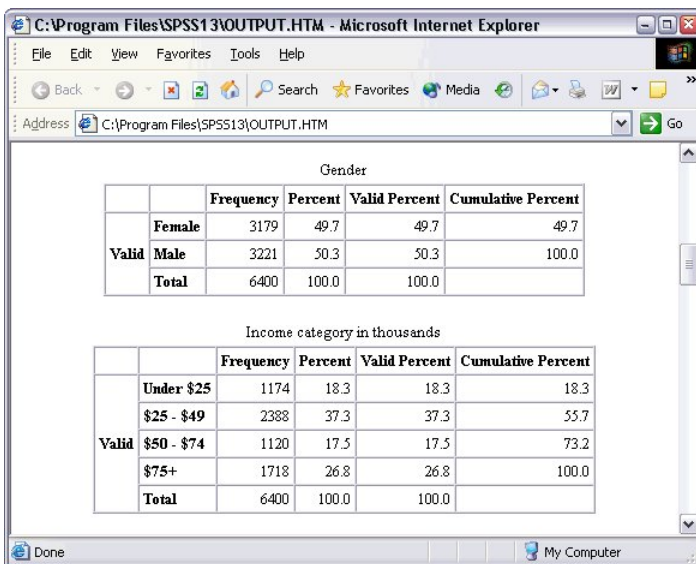 C:\Program Files\SPSS13\OUTPUT.HTM - Microsoft Internet Explorer
File Edit View Favorites Tools Help
Back Search Favorites Media »
Address C:\Program Files\SPSS13\OUTPUT.HTM Go
Gender
Frequency Percent Valid Percent Cumulative Percent
Valid Female 3179 49.7 49.7 49.7
Male 3221 50.3 50.3 100.0
Total 6400 100.0 100.0
Income category in thousands
Frequency Percent Valid Percent Cumulative Percent
Valid Under $25 1174 18.3 18.3 18.3
$25 - $49 2388 37.3 37.3 55.7
$50 - $74 1120 17.5 17.5 73.2
$75+ 1718 26.8 26.8 100.0
Total 6400 100.0 100.0
Done My Computer